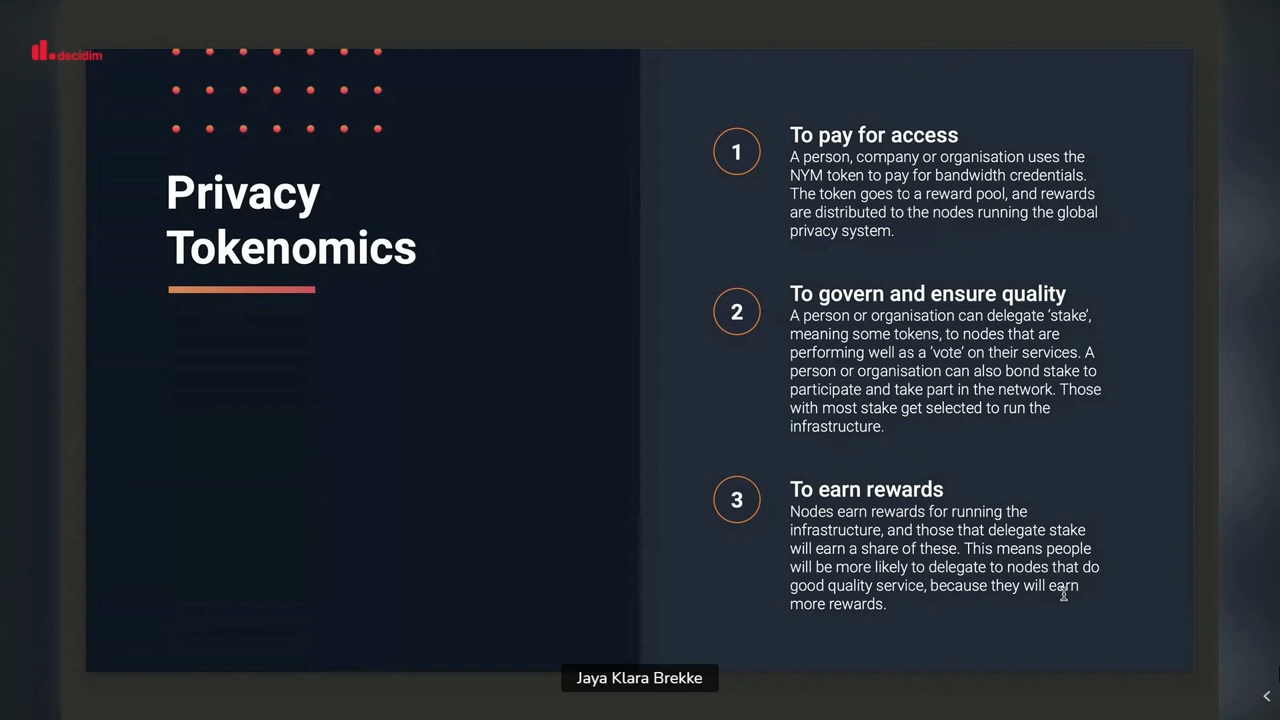 decidim
Privacy
Tokenomics
1
To pay for access
A person, company or organisation uses the
NYM token to pay for bandwidth credentials.
The token goes to a reward pool, and rewards
are distributed to the nodes running the global
privacy system.
2
To govern and ensure quality
A person or organisation can delegate ‘stake’,
meaning some tokens, to nodes that are
performing well as a ‘vote’ on their services. A
person or organisation can also bond stake to
participate and take part in the network. Those
with most stake get selected to run the
infrastructure.
3
To earn rewards
Nodes earn rewards for running the
infrastructure, and those that delegate stake
will earn a share of these. This means people
will be more likely to delegate to nodes that do
good quality service, because they will earn
more rewards.
Jaya Klara Brekke